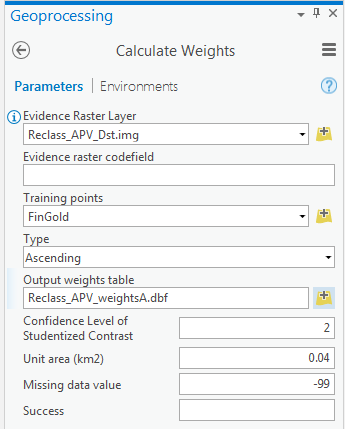 Geoprocessing
Calculate Weights
Parameters | Environments
Evidence Raster Layer
Reclass_APV_Dst.img
Evidence raster codefield
Training points
FinGold
Type
Ascending
Output weights table
Reclass_APV_weightsA.dbf
Confidence Level of
Studentized Contrast
2
Unit area (km2)
0.04
Missing data value
-99
Success